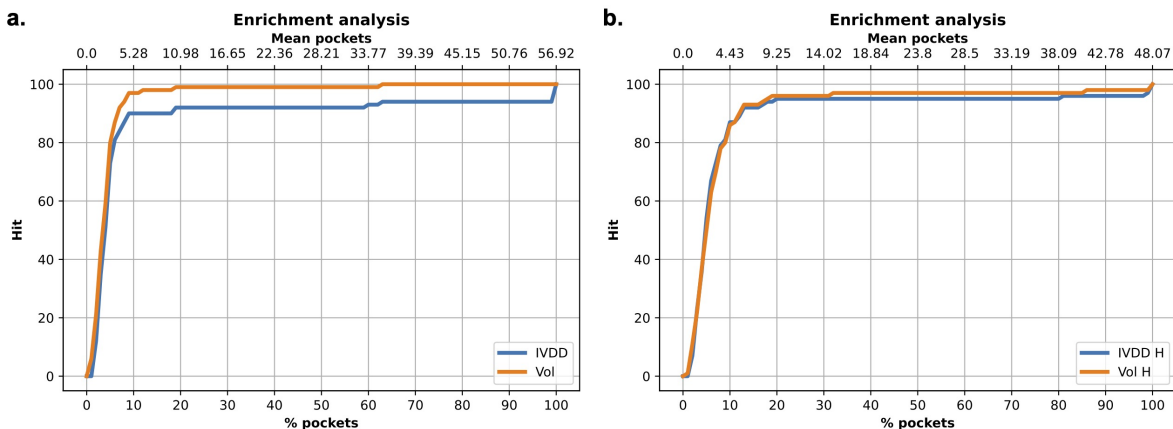 a.
Enrichment analysis
Mean pockets
0.0 5.28 10.98 16.65 22.36 28.21 33.77 39.39 45.15 50.76 56.92
100
80
60
40
20
0
Hit
IVDD
Vol
0 10 20 30 40 50 60 70 80 90 100
% pockets
b.
Enrichment analysis
Mean pockets
0.0 4.43 9.25 14.02 18.84 23.8 28.5 33.19 38.09 42.78 48.07
100
80
60
40
20
0
Hit
IVDD H
Vol H
0 10 20 30 40 50 60 70 80 90 100
% pockets